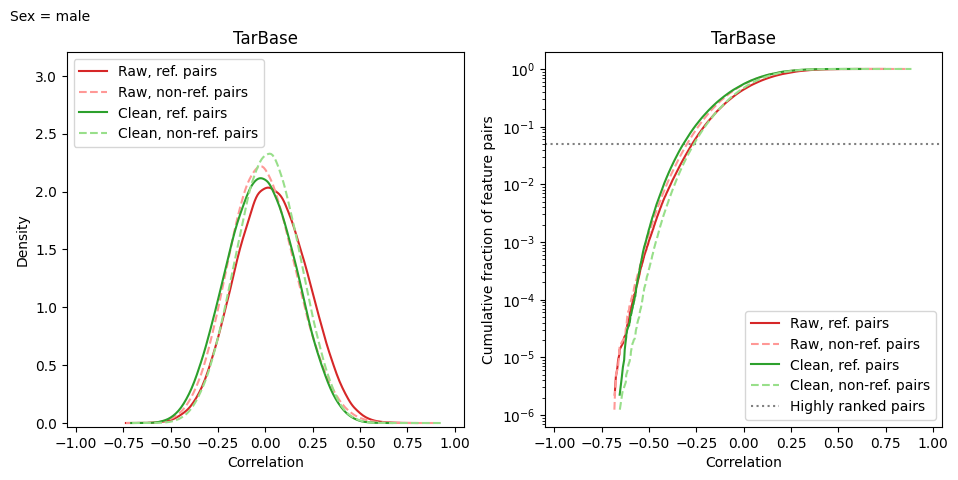 Sex = male
TarBase
Density
3.0
2.5
2.0
1.5
1.0
0.5
0.0
Raw, ref. pairs
Raw, non-ref. pairs
Clean, ref. pairs
Clean, non-ref. pairs
−1.00 −0.75 −0.50 −0.25 0.00 0.25 0.50 0.75 1.00
Correlation
TarBase
Cumulative fraction of feature pairs
10⁰
10⁻¹
10⁻²
10⁻³
10⁻⁴
10⁻⁵
10⁻⁶
Raw, ref. pairs
Raw, non-ref. pairs
Clean, ref. pairs
Clean, non-ref. pairs
Highly ranked pairs
−1.00 −0.75 −0.50 −0.25 0.00 0.25 0.50 0.75 1.00
Correlation